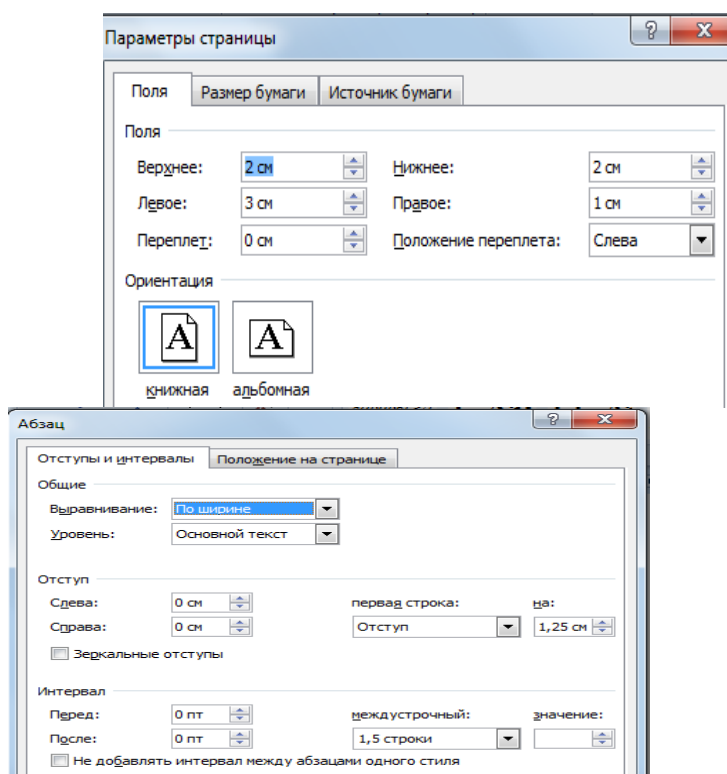 Параметры страницы
Поля Размер бумаги Источник бумаги
Поля
Верхнее: 2 см Нижнее: 2 см
Левое: 3 см Правое: 1 см
Переплет: 0 см Положение переплета: Слева
Ориентация
A A
книжная альбомная
Абзац
Отступы и интервалы Положение на странице
Общие
Выравнивание: По ширине
Уровень: Основной текст
Отступ
Слева: 0 см первая строка: на:
Справа: 0 см Отступ 1,25 см
Зеркальные отступы
Интервал
Перед: 0 пт междустрочный: значение:
После: 0 пт 1,5 строки
Не добавлять интервал между абзацами одного стиля